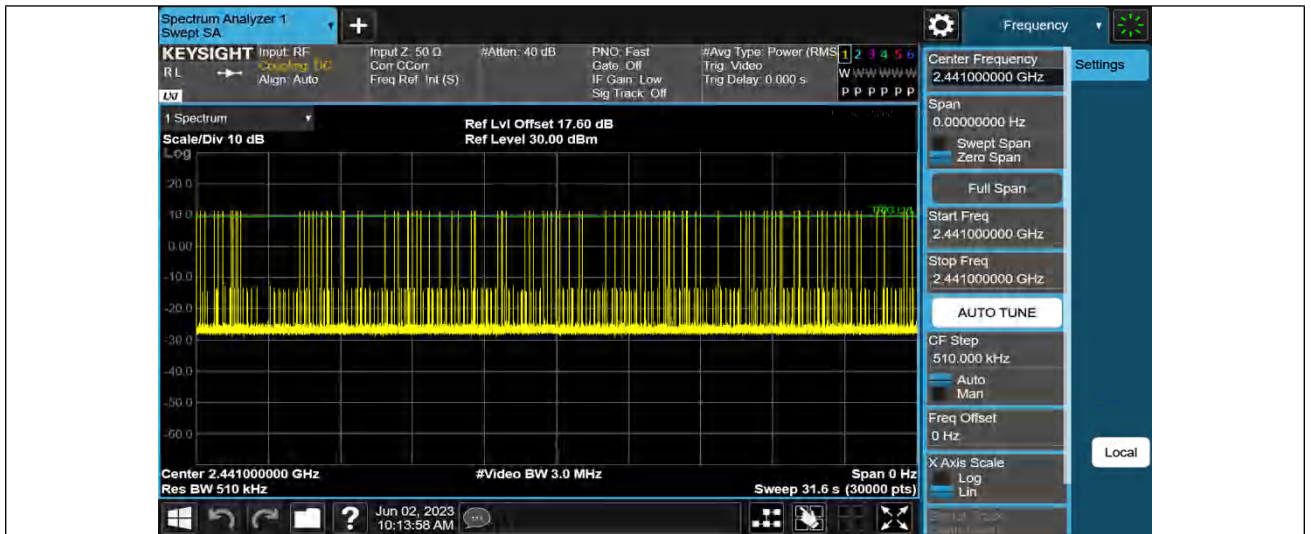 Spectrum Analyzer 1
Swept SA
Frequency
KEYSIGHT
RL
LXI
Input: RF
Coupling: DC
Align: Auto
Input Z: 50 Ω
Corr CCorr
Freq Ref: Int (S)
#Atten: 40 dB
PNO: Fast
Gate: Off
IF Gain: Low
Sig Track: Off
#Avg Type: Power (RMS
Trig: Video
Trig Delay: 0.000 s
1 2 3 4 5 6
W W W W W W
P P P P P P
Center Frequency
2.441000000 GHz
Settings
Span
0.00000000 Hz
Swept Span
Zero Span
Full Span
Start Freq
2.441000000 GHz
Stop Freq
2.441000000 GHz
AUTO TUNE
CF Step
510.000 kHz
Auto
Man
Freq Offset
0 Hz
X Axis Scale
Log
Lin
Local
1 Spectrum
Scale/Div 10 dB
Ref Lvl Offset 17.60 dB
Ref Level 30.00 dBm
Log
20.0
10.0
0.00
-10.0
-20.0
-30.0
-40.0
-50.0
-60.0
TRIG LVL
Center 2.441000000 GHz
#Video BW 3.0 MHz
Span 0 Hz
Res BW 510 kHz
Sweep 31.6 s (30000 pts)
?
Jun 02, 2023
10:13:58 AM